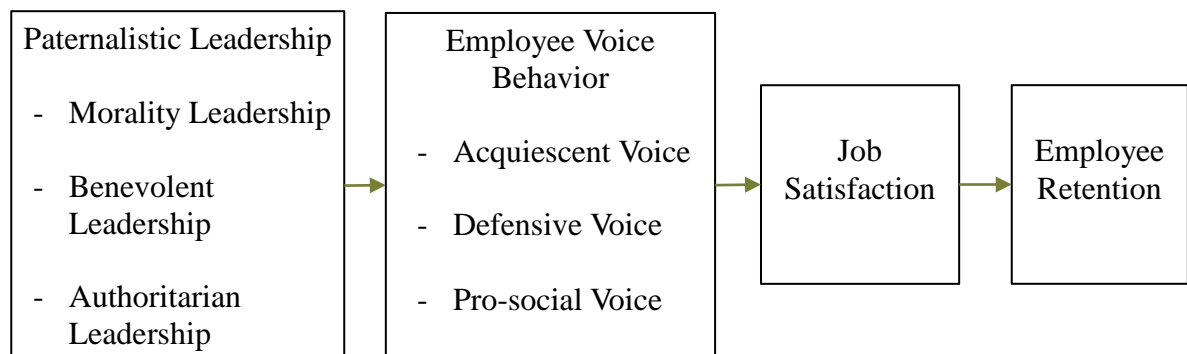 Paternalistic Leadership
- Morality Leadership
- Benevolent
Leadership
- Authoritarian
Leadership
Employee Voice
Behavior
- Acquiescent Voice
- Defensive Voice
- Pro-social Voice
Job
Satisfaction
Employee
Retention